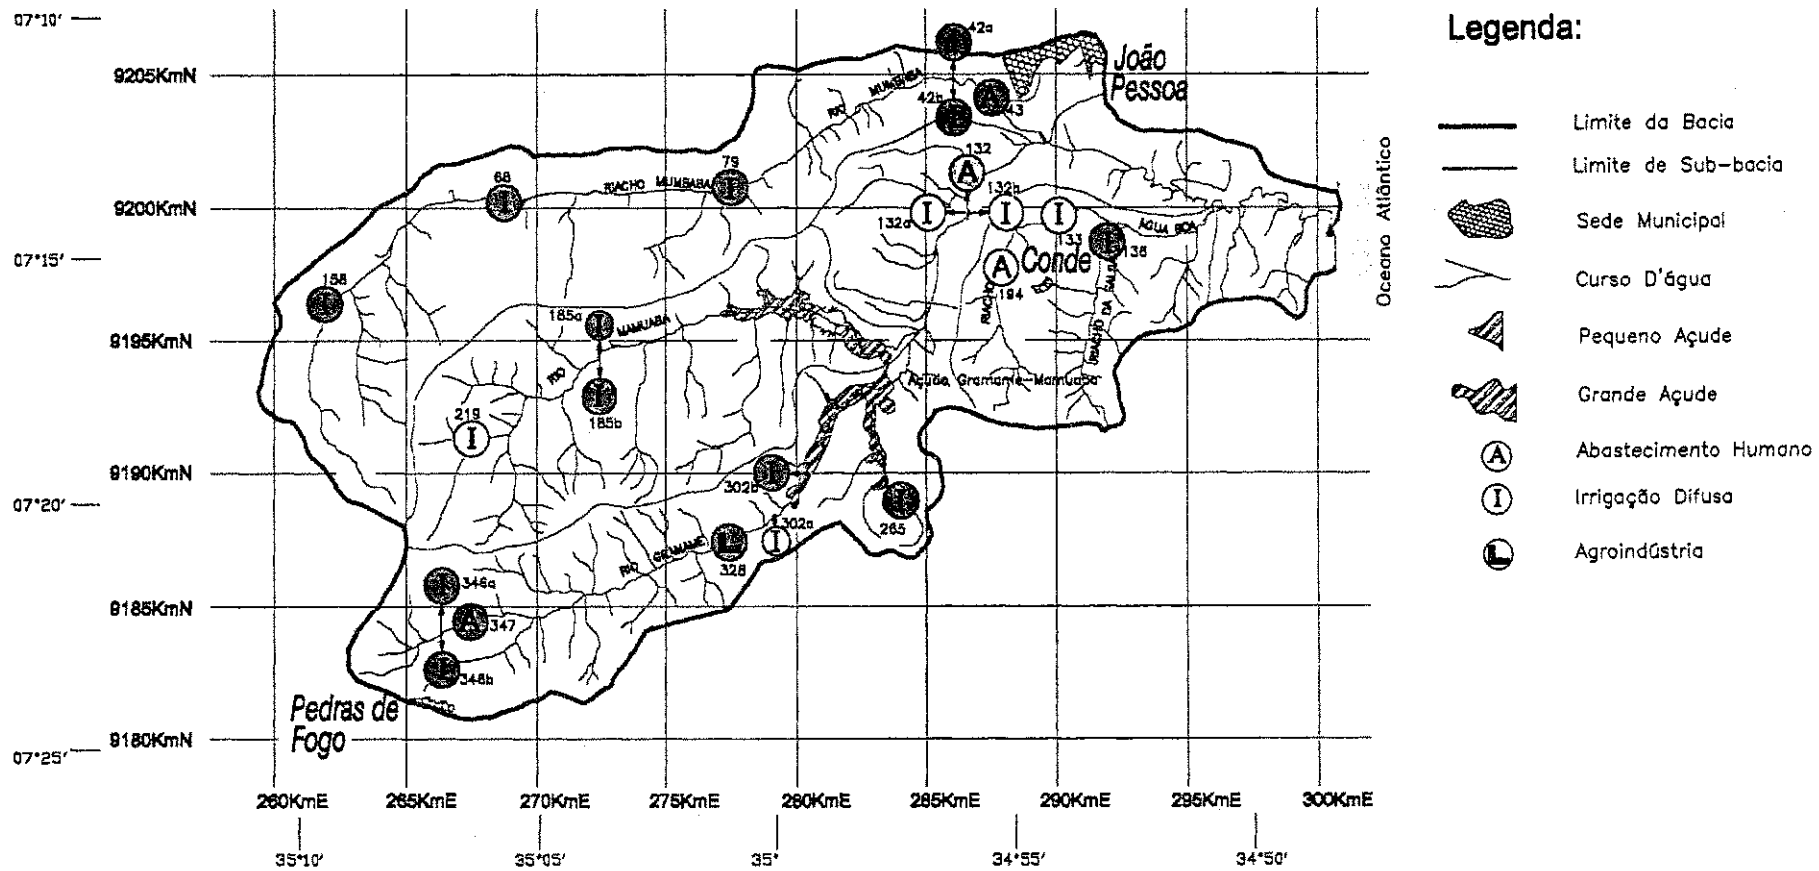 07°10'
9205KmN
9200KmN
07°15'
9195KmN
9190KmN
07°20'
9185KmN
9180KmN
07°25'
260KmE
265KmE
270KmE
275KmE
280KmE
285KmE
290KmE
295KmE
300KmE
35°10'
35°05'
35°
34°55'
34°50'
42a
42b
A
43
João
Pessoa
RIO MUMBABA
132
A
132a
I
132b
I
I
133
AGUA BOA
I
136
Conde
A
194
RIACHO
RIACHO DA SALSA
68
I
RIACHO MUMBABA
79
I
158
I
185a
I
MAMUABA
RIO
I
185b
219
I
Açude Gramame-Mamuaba
I
302b
302a
I
I
265
L
328
RIO GRAMAME
I
346a
A
347
I
346b
Pedras de
Fogo
Oceano Atlântico
Legenda:
Limite da Bacia
Limite de Sub-bacia
Sede Municipal
Curso D'água
Pequeno Açude
Grande Açude
A Abastecimento Humano
I Irrigação Difusa
L Agroindústria